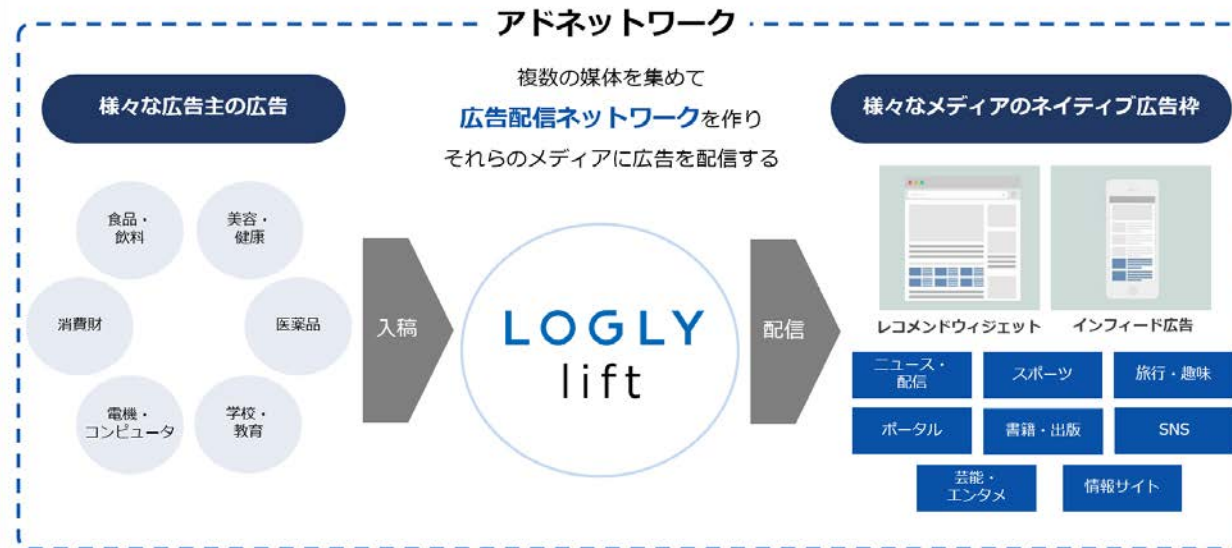 アドネットワーク
複数の媒体を集めて
広告配信ネットワークを作り
それらのメディアに広告を配信する
様々な広告主の広告
食品・
飲料
美容・
健康
消費財
医薬品
電機・
コンピュータ
学校・
教育
入稿
LOGLY
lift
配信
様々なメディアのネイティブ広告枠
レコメンドウィジェット
インフィード広告
ニュース・
配信
スポーツ
旅行・趣味
ポータル
書籍・出版
SNS
芸能・
エンタメ
情報サイト